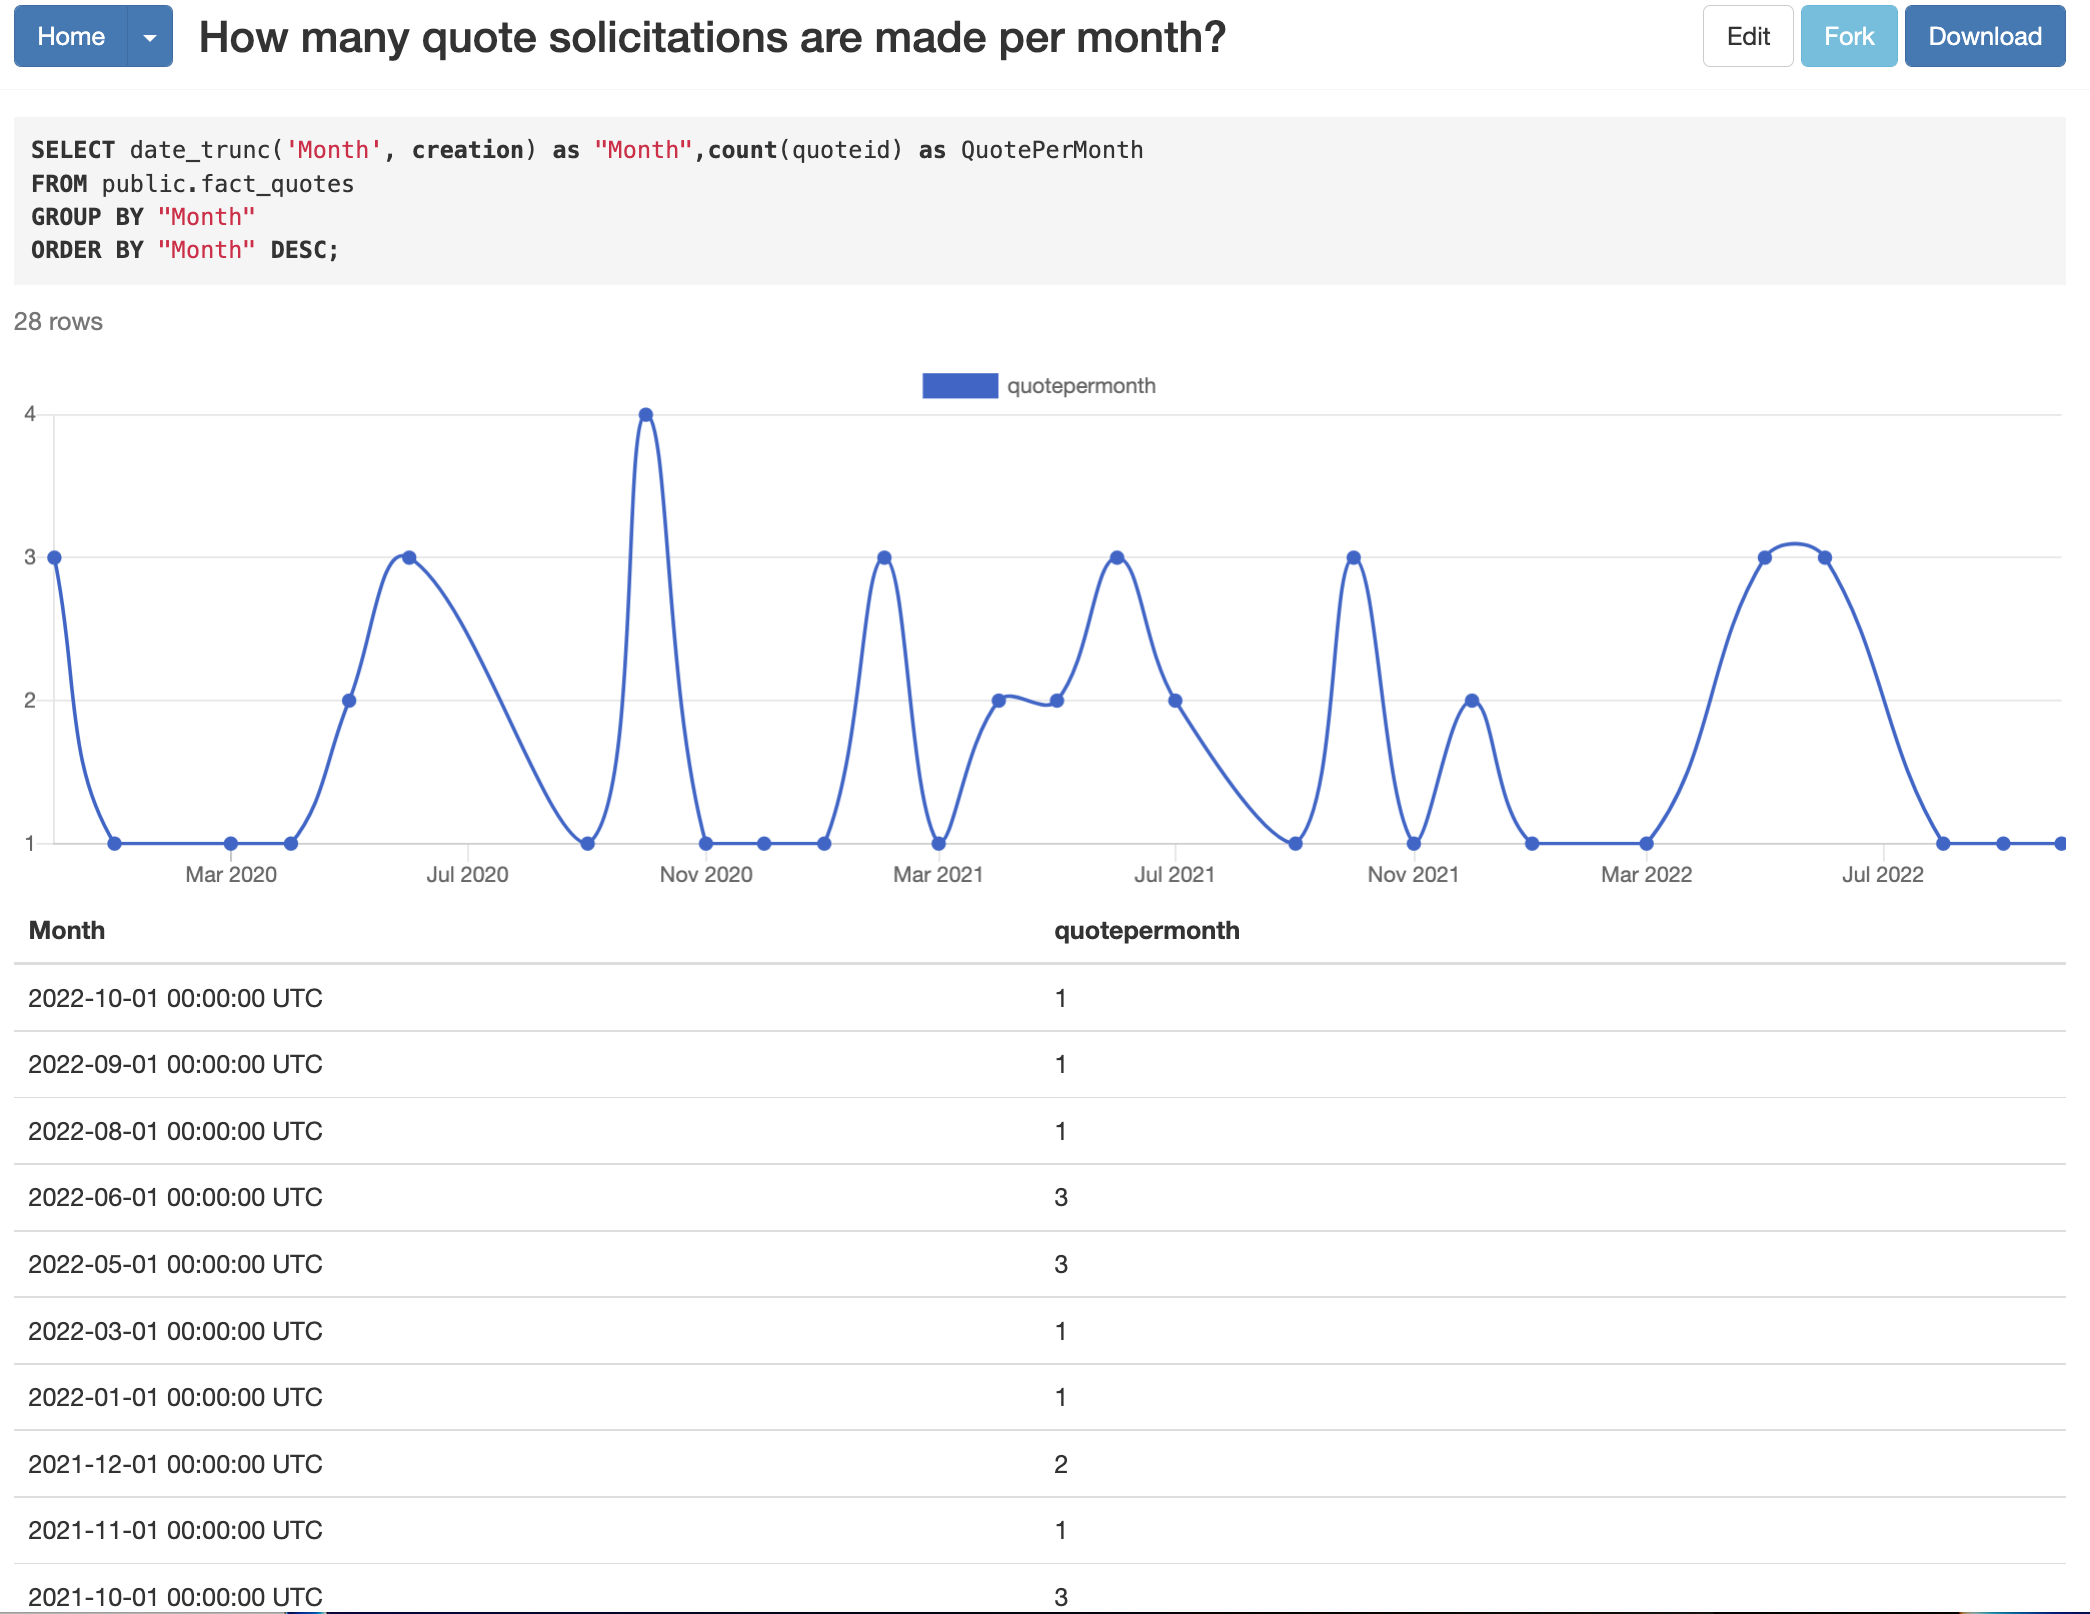 Home
How many quote solicitations are made per month?
Edit
Fork
Download
SELECT date_trunc('Month', creation) as "Month",count(quoteid) as QuotePerMonth
FROM public.fact_quotes
GROUP BY "Month"
ORDER BY "Month" DESC;
28 rows
quotepermonth
4
3
2
1
Mar 2020
Jul 2020
Nov 2020
Mar 2021
Jul 2021
Nov 2021
Mar 2022
Jul 2022
Month quotepermonth
2022-10-01 00:00:00 UTC 1
2022-09-01 00:00:00 UTC 1
2022-08-01 00:00:00 UTC 1
2022-06-01 00:00:00 UTC 3
2022-05-01 00:00:00 UTC 3
2022-03-01 00:00:00 UTC 1
2022-01-01 00:00:00 UTC 1
2021-12-01 00:00:00 UTC 2
2021-11-01 00:00:00 UTC 1
2021-10-01 00:00:00 UTC 3